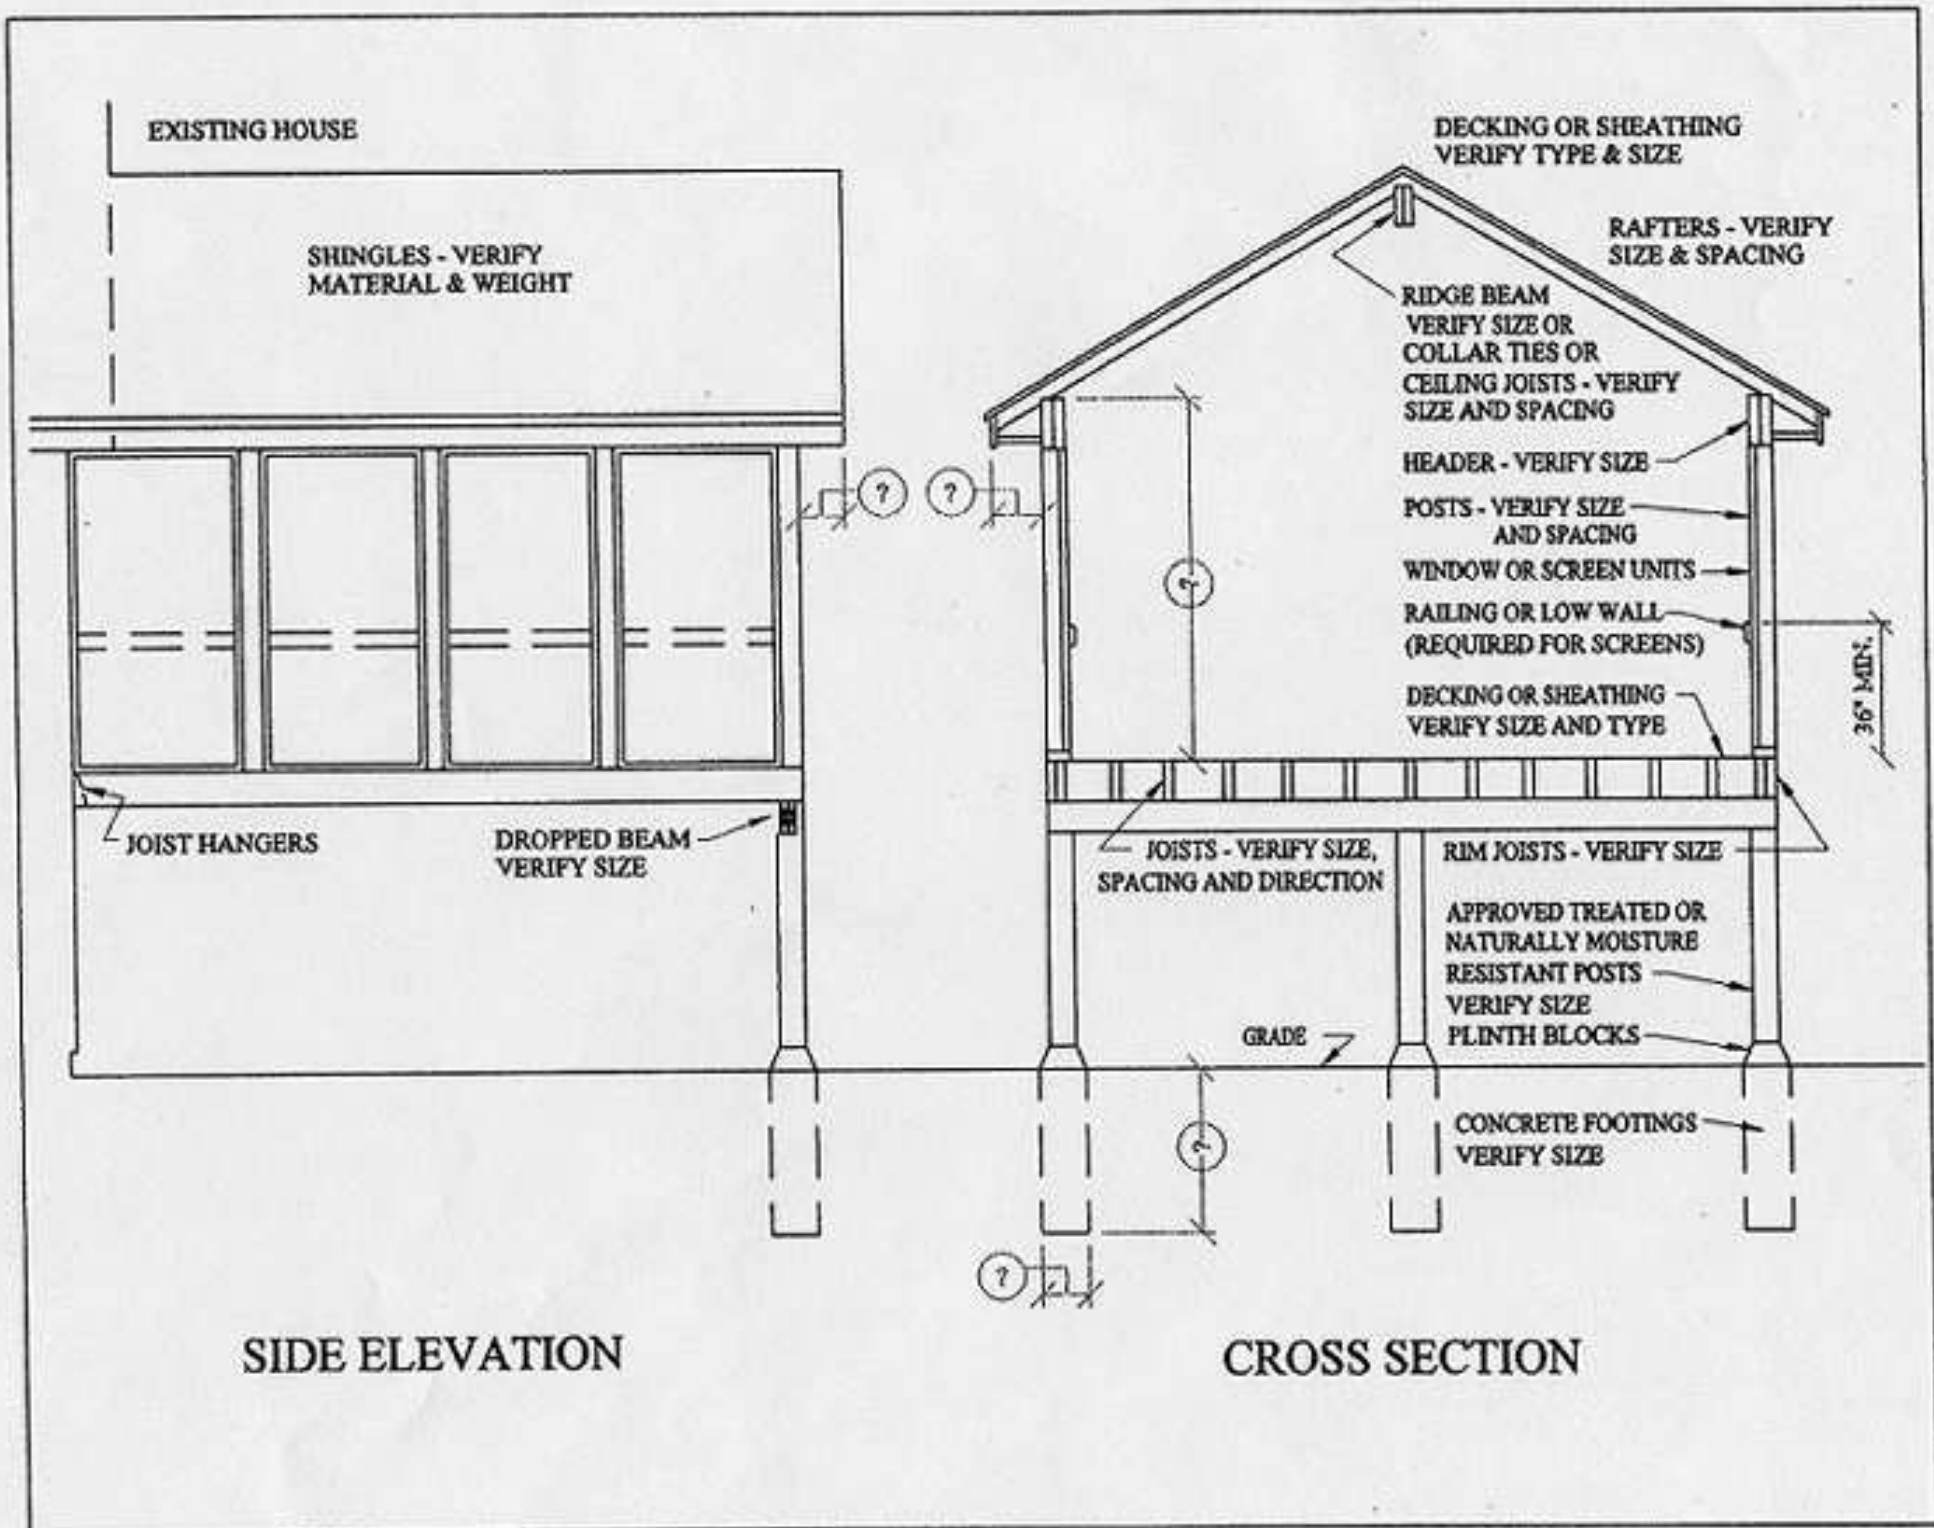 EXISTING HOUSE
SHINGLES - VERIFY
MATERIAL & WEIGHT
?
JOIST HANGERS
DROPPED BEAM
VERIFY SIZE
SIDE ELEVATION
DECKING OR SHEATHING
VERIFY TYPE & SIZE
RAFTERS - VERIFY
SIZE & SPACING
RIDGE BEAM
VERIFY SIZE OR
COLLAR TIES OR
CEILING JOISTS - VERIFY
SIZE AND SPACING
HEADER - VERIFY SIZE
?
POSTS - VERIFY SIZE
AND SPACING
?
WINDOW OR SCREEN UNITS
RAILING OR LOW WALL
(REQUIRED FOR SCREENS)
36" MIN.
DECKING OR SHEATHING
VERIFY SIZE AND TYPE
JOISTS - VERIFY SIZE,
SPACING AND DIRECTION
RIM JOISTS - VERIFY SIZE
APPROVED TREATED OR
NATURALLY MOISTURE
RESISTANT POSTS
VERIFY SIZE
GRADE
PLINTH BLOCKS
?
CONCRETE FOOTINGS
VERIFY SIZE
?
CROSS SECTION